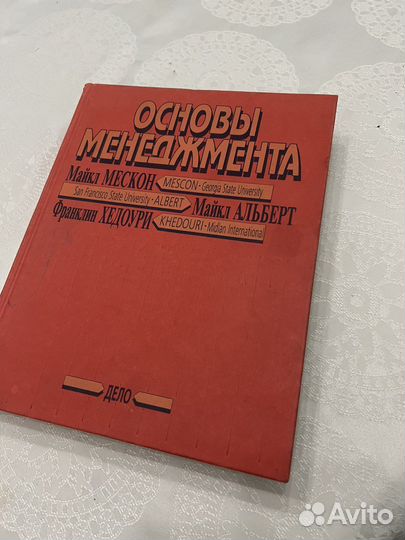 ОСНОВЫ
МЕНЕДЖМЕНТА
Майкл МЕСКОН MESCON · Georgia State University
San Francisco State University · ALBERT Майкл АЛЬБЕРТ
Франклин ХЕДОУРИ KHEDOURI · Midian International
ДЕЛО
Avito